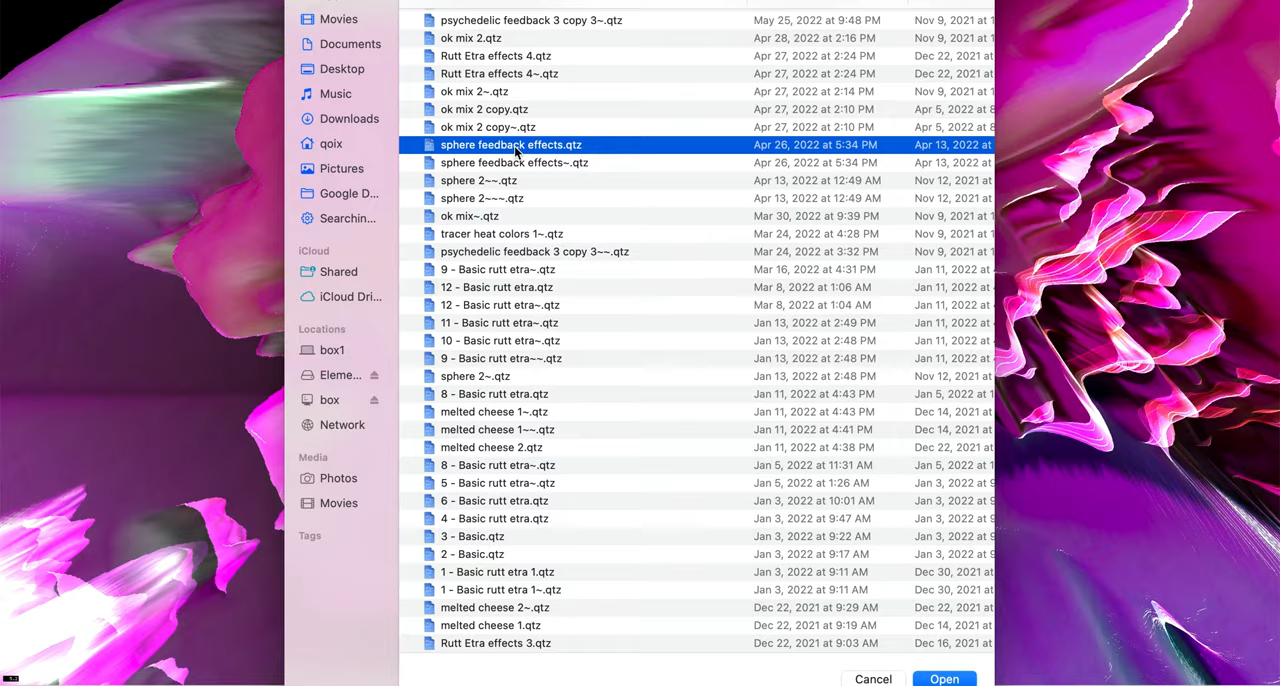 Movies
Documents
Desktop
Music
Downloads
qoix
Pictures
Google D...
Searchin...
iCloud
Shared
iCloud Dri...
Locations
box1
Eleme...
box
Network
Media
Photos
Movies
Tags
psychedelic feedback 3 copy 3~.qtz May 25, 2022 at 9:48 PM Nov 9, 2021 at 1
ok mix 2.qtz Apr 28, 2022 at 2:16 PM Nov 9, 2021 at 1
Rutt Etra effects 4.qtz Apr 27, 2022 at 2:24 PM Dec 22, 2021 at
Rutt Etra effects 4~.qtz Apr 27, 2022 at 2:24 PM Dec 22, 2021 at
ok mix 2~.qtz Apr 27, 2022 at 2:14 PM Nov 9, 2021 at 1
ok mix 2 copy.qtz Apr 27, 2022 at 2:10 PM Apr 5, 2022 at 8
ok mix 2 copy~.qtz Apr 27, 2022 at 2:10 PM Apr 5, 2022 at 8
sphere feedback effects.qtz Apr 26, 2022 at 5:34 PM Apr 13, 2022 at
sphere feedback effects~.qtz Apr 26, 2022 at 5:34 PM Apr 13, 2022 at
sphere 2~~.qtz Apr 13, 2022 at 12:49 AM Nov 12, 2021 at
sphere 2~~~.qtz Apr 13, 2022 at 12:49 AM Nov 12, 2021 at
ok mix~.qtz Mar 30, 2022 at 9:39 PM Nov 9, 2021 at 1
tracer heat colors 1~.qtz Mar 24, 2022 at 4:28 PM Nov 9, 2021 at 1
psychedelic feedback 3 copy 3~~.qtz Mar 24, 2022 at 3:32 PM Nov 9, 2021 at 1
9 - Basic rutt etra~.qtz Mar 16, 2022 at 4:31 PM Jan 11, 2022 at
12 - Basic rutt etra.qtz Mar 8, 2022 at 1:06 AM Jan 11, 2022 at
12 - Basic rutt etra~.qtz Mar 8, 2022 at 1:04 AM Jan 11, 2022 at
11 - Basic rutt etra~.qtz Jan 13, 2022 at 2:49 PM Jan 11, 2022 at
10 - Basic rutt etra~.qtz Jan 13, 2022 at 2:48 PM Jan 11, 2022 at
9 - Basic rutt etra~~.qtz Jan 13, 2022 at 2:48 PM Jan 11, 2022 at
sphere 2~.qtz Jan 13, 2022 at 2:48 PM Nov 12, 2021 at
8 - Basic rutt etra.qtz Jan 11, 2022 at 4:43 PM Jan 5, 2022 at 1
melted cheese 1~.qtz Jan 11, 2022 at 4:43 PM Dec 14, 2021 at
melted cheese 1~~.qtz Jan 11, 2022 at 4:41 PM Dec 14, 2021 at
melted cheese 2.qtz Jan 11, 2022 at 4:38 PM Dec 22, 2021 at
8 - Basic rutt etra~.qtz Jan 5, 2022 at 11:31 AM Jan 5, 2022 at 1
5 - Basic rutt etra~.qtz Jan 5, 2022 at 1:26 AM Jan 3, 2022 at 9
6 - Basic rutt etra.qtz Jan 3, 2022 at 10:01 AM Jan 3, 2022 at 9
4 - Basic rutt etra.qtz Jan 3, 2022 at 9:47 AM Jan 3, 2022 at 9
3 - Basic.qtz Jan 3, 2022 at 9:22 AM Jan 3, 2022 at 9
2 - Basic.qtz Jan 3, 2022 at 9:17 AM Jan 3, 2022 at 9
1 - Basic rutt etra 1.qtz Jan 3, 2022 at 9:11 AM Dec 30, 2021 at
1 - Basic rutt etra 1~.qtz Jan 3, 2022 at 9:11 AM Dec 30, 2021 at
melted cheese 2~.qtz Dec 22, 2021 at 9:29 AM Dec 22, 2021 at
melted cheese 1.qtz Dec 22, 2021 at 9:19 AM Dec 14, 2021 at
Rutt Etra effects 3.qtz Dec 22, 2021 at 9:03 AM Dec 16, 2021 at
Cancel Open